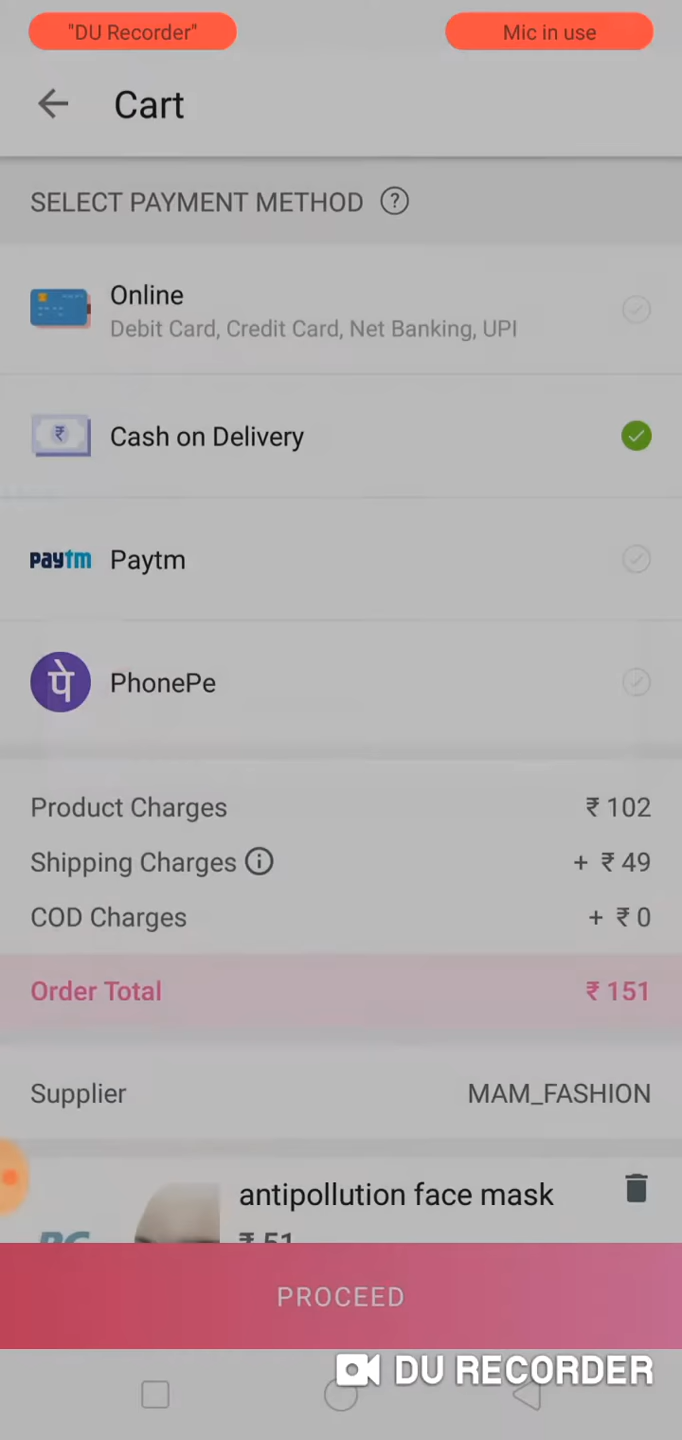 "DU Recorder" Mic in use
Cart
SELECT PAYMENT METHOD ?
Online
Debit Card, Credit Card, Net Banking, UPI
₹ Cash on Delivery
paytm Paytm
पे PhonePe
Product Charges ₹ 102
Shipping Charges + ₹ 49
COD Charges + ₹ 0
Order Total ₹ 151
Supplier MAM_FASHION
antipollution face mask
₹ 51
PROCEED
DU RECORDER